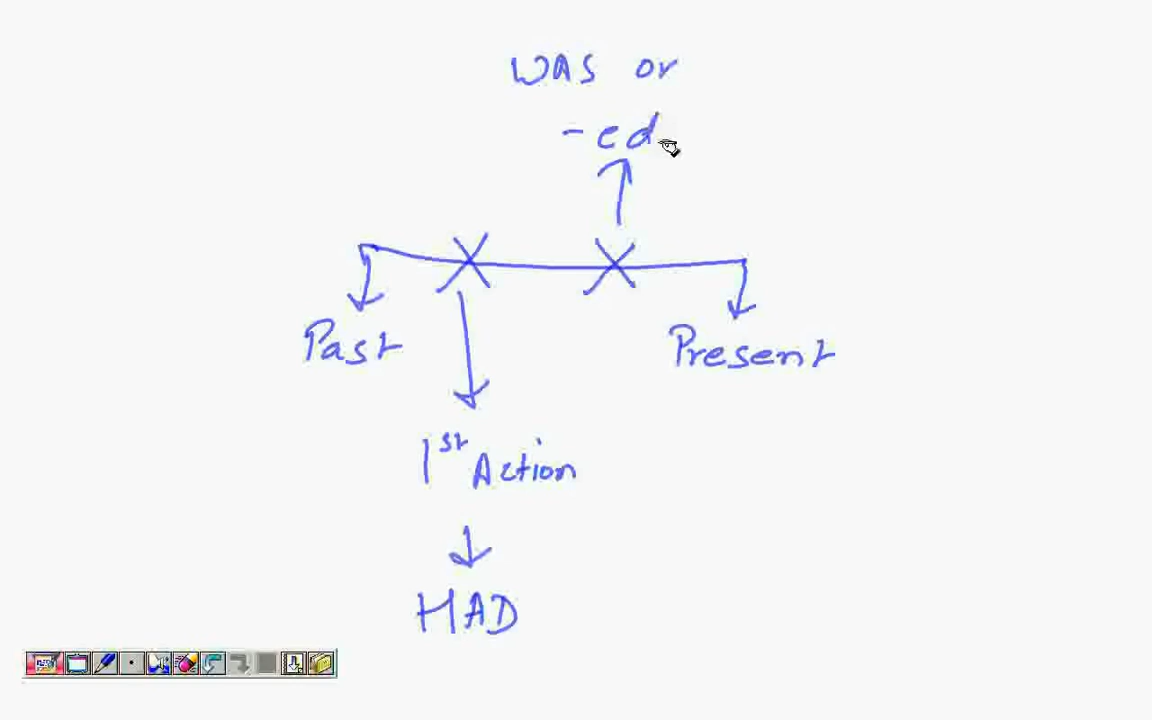 WAS or
-ed
Past
Present
1st Action
HAD